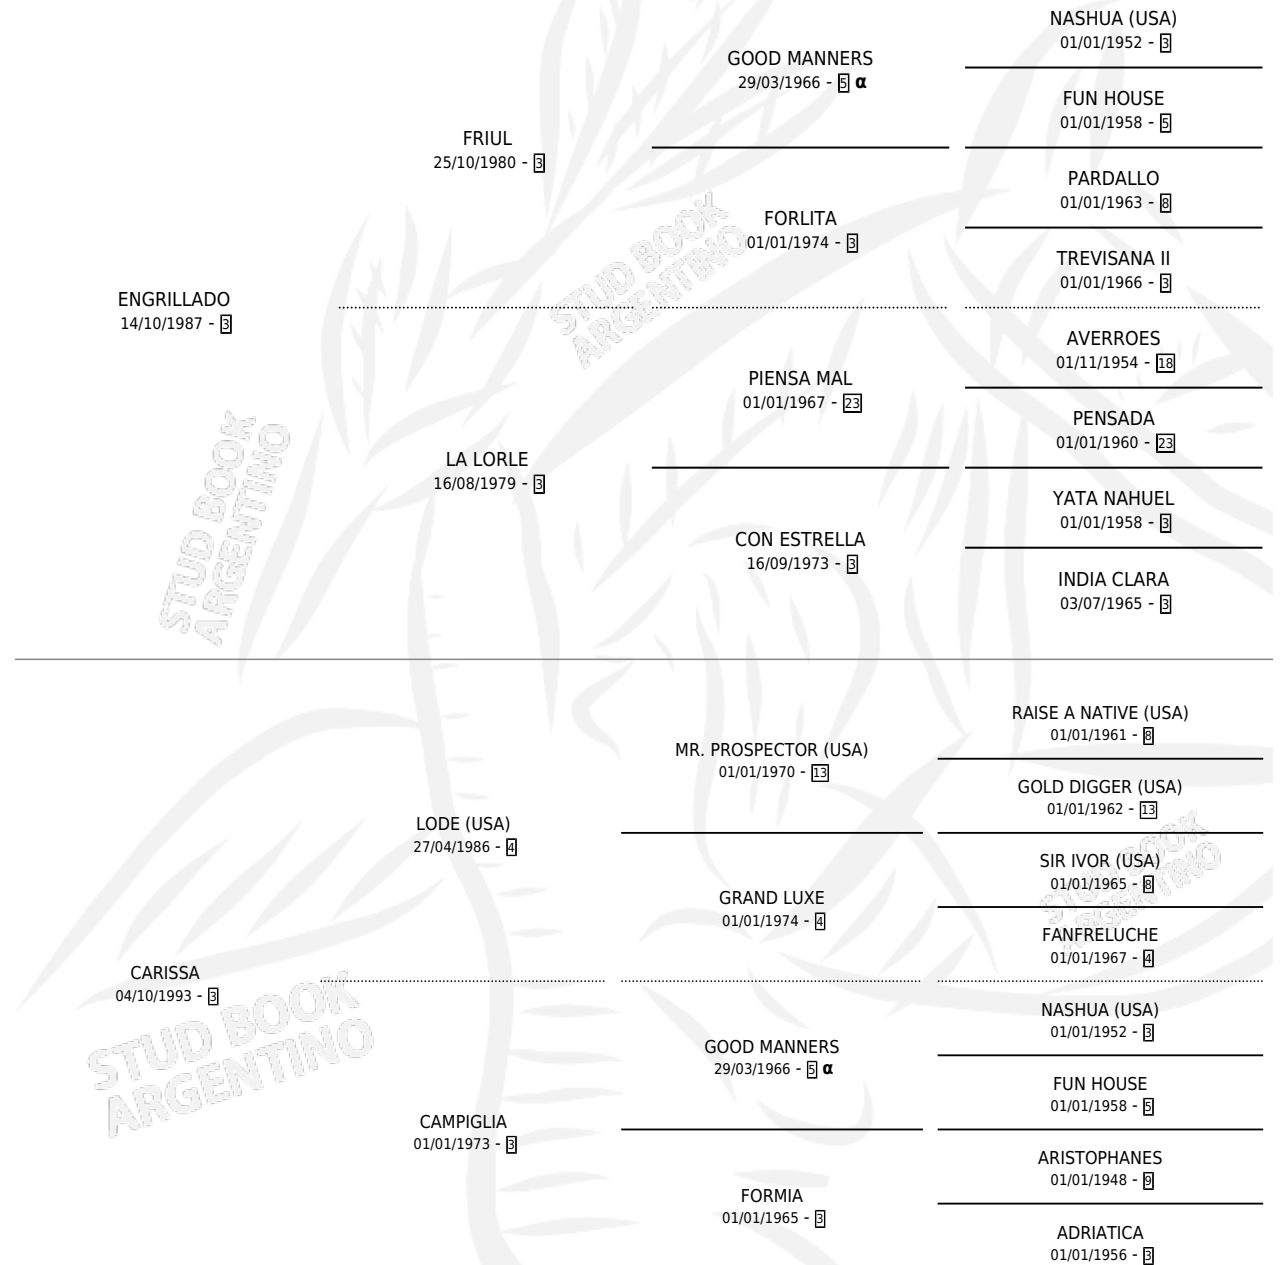 NASHUA (USA)
01/01/1952 - 3
GOOD MANNERS
29/03/1966 - 5 α
FUN HOUSE
01/01/1958 - 5
FRIUL
25/10/1980 - 3
PARDALLO
01/01/1963 - 8
FORLITA
01/01/1974 - 3
TREVISANA II
01/01/1966 - 3
ENGRILLADO
14/10/1987 - 3
AVERROES
01/11/1954 - 18
PIENSA MAL
01/01/1967 - 23
PENSADA
01/01/1960 - 23
LA LORLE
16/08/1979 - 3
YATA NAHUEL
01/01/1958 - 3
CON ESTRELLA
16/09/1973 - 3
INDIA CLARA
03/07/1965 - 3
RAISE A NATIVE (USA)
01/01/1961 - 8
MR. PROSPECTOR (USA)
01/01/1970 - 13
GOLD DIGGER (USA)
01/01/1962 - 13
LODE (USA)
27/04/1986 - 4
SIR IVOR (USA)
01/01/1965 - 8
GRAND LUXE
01/01/1974 - 4
FANFRELUCHE
01/01/1967 - 4
CARISSA
04/10/1993 - 3
NASHUA (USA)
01/01/1952 - 3
GOOD MANNERS
29/03/1966 - 5 α
FUN HOUSE
01/01/1958 - 5
CAMPIGLIA
01/01/1973 - 3
ARISTOPHANES
01/01/1948 - 9
FORMIA
01/01/1965 - 3
ADRIATICA
01/01/1956 - 3
STUD BOOK
ARGENTINO
STUD BOOK
ARGENTINO
STUD BOOK
ARGENTINO
STUD BOOK
ARGENTINO